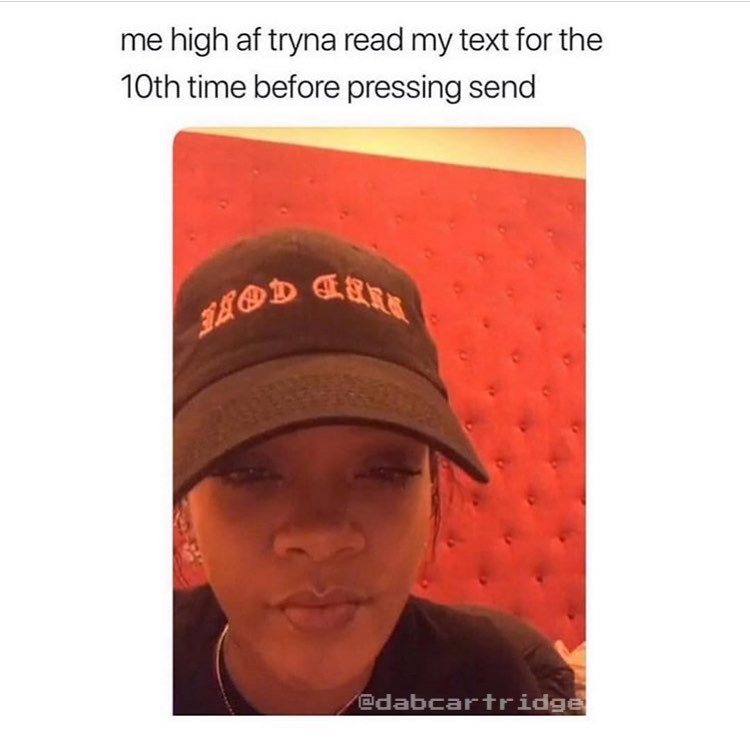 me high af tryna read my text for the
10th time before pressing send
@dabcartridge